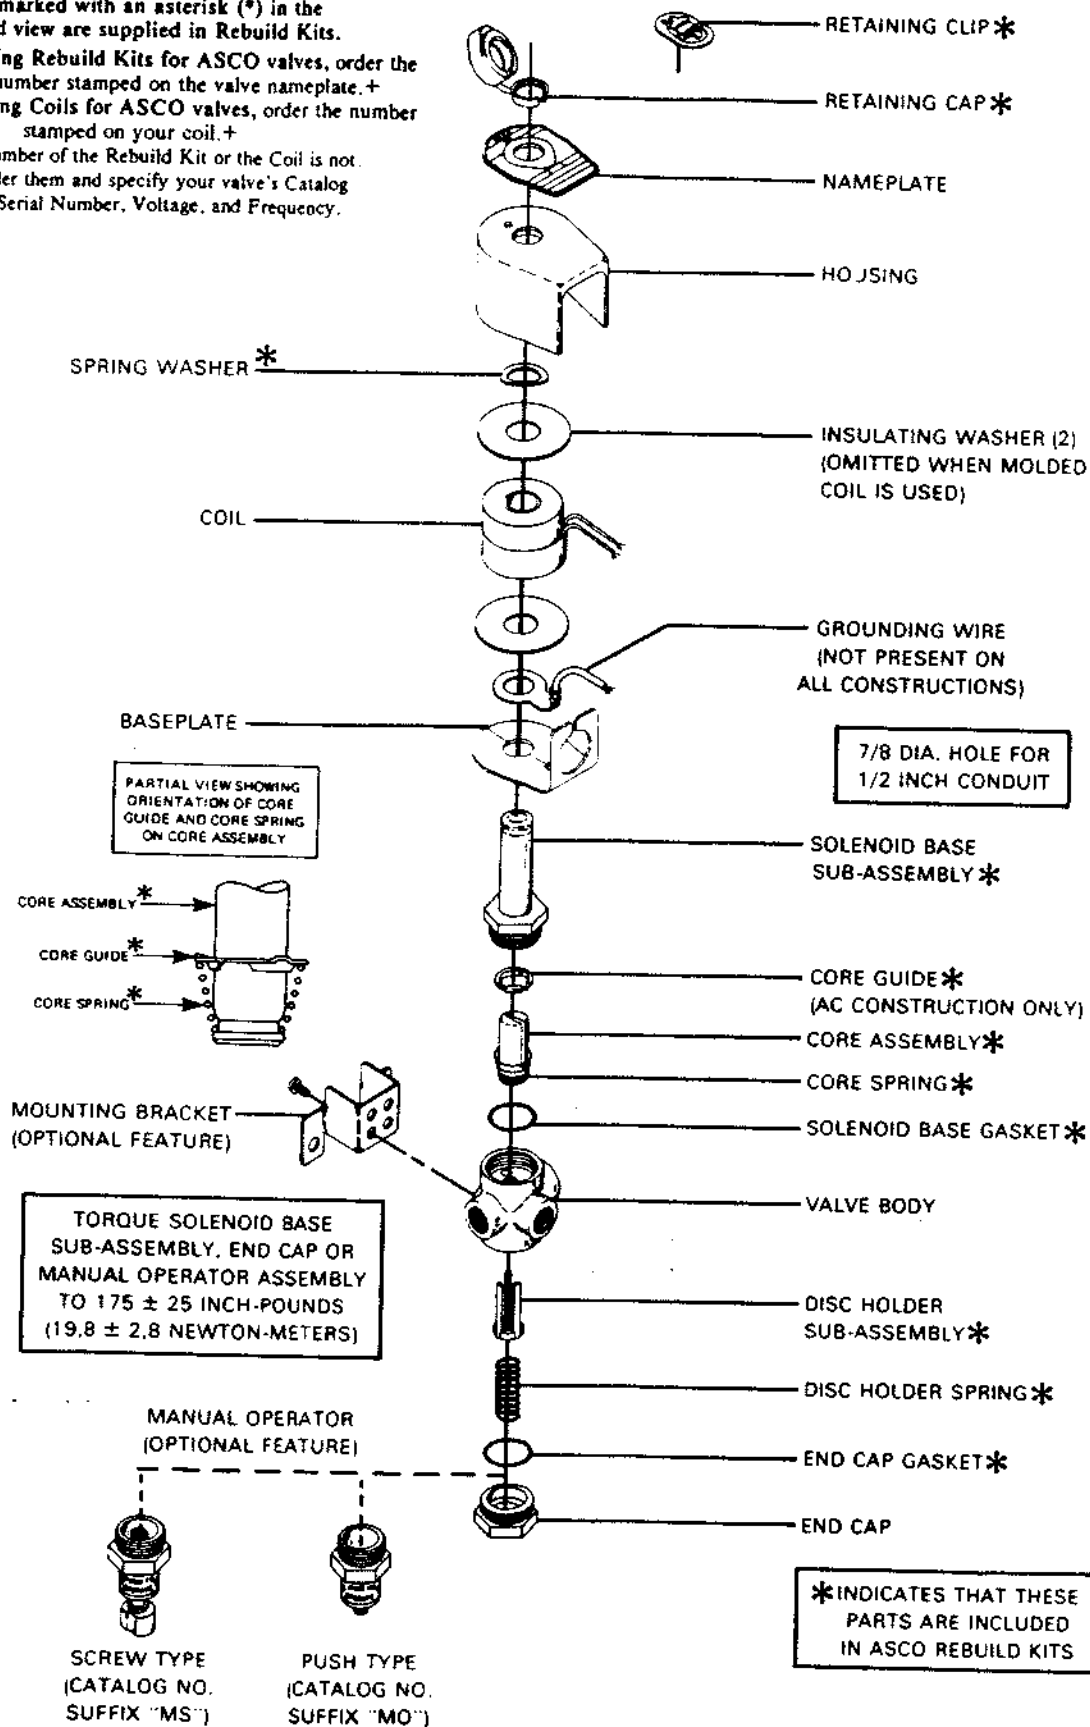 marked with an asterisk (*) in the
d view are supplied in Rebuild Kits.
ng Rebuild Kits for ASCO valves, order the
number stamped on the valve nameplate.+
ng Coils for ASCO valves, order the number
stamped on your coil.+
mber of the Rebuild Kit or the Coil is not
er them and specify your valve's Catalog
Serial Number, Voltage, and Frequency.
RETAINING CLIP*
RETAINING CAP*
NAMEPLATE
HOUSING
SPRING WASHER*
INSULATING WASHER (2)
(OMITTED WHEN MOLDED
COIL IS USED)
COIL
GROUNDING WIRE
(NOT PRESENT ON
ALL CONSTRUCTIONS)
BASEPLATE
7/8 DIA. HOLE FOR
1/2 INCH CONDUIT
PARTIAL VIEW SHOWING
ORIENTATION OF CORE
GUIDE AND CORE SPRING
ON CORE ASSEMBLY
SOLENOID BASE
SUB-ASSEMBLY*
CORE ASSEMBLY*
CORE GUIDE*
CORE SPRING*
CORE GUIDE*
(AC CONSTRUCTION ONLY)
CORE ASSEMBLY*
CORE SPRING*
MOUNTING BRACKET
(OPTIONAL FEATURE)
SOLENOID BASE GASKET*
VALVE BODY
TORQUE SOLENOID BASE
SUB-ASSEMBLY, END CAP OR
MANUAL OPERATOR ASSEMBLY
TO 175 ± 25 INCH-POUNDS
(19,8 ± 2,8 NEWTON-METERS)
DISC HOLDER
SUB-ASSEMBLY*
DISC HOLDER SPRING*
MANUAL OPERATOR
(OPTIONAL FEATURE)
END CAP GASKET*
END CAP
SCREW TYPE
(CATALOG NO.
SUFFIX "MS")
PUSH TYPE
(CATALOG NO.
SUFFIX "MO")
*INDICATES THAT THESE
PARTS ARE INCLUDED
IN ASCO REBUILD KITS